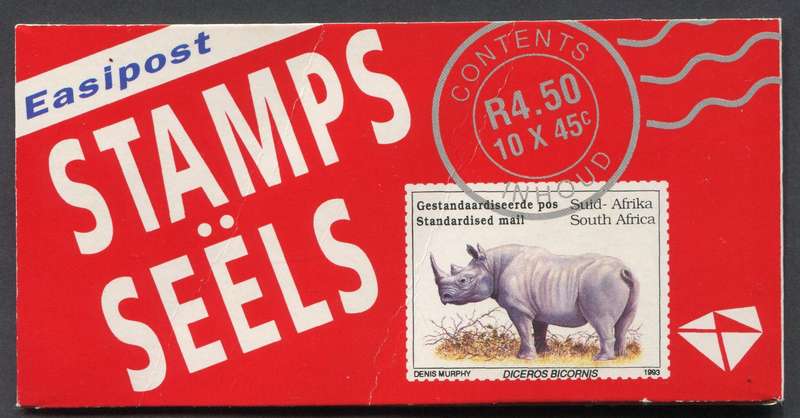 Easipost
STAMPS
SEËLS
CONTENTS
R4.50
10 X 45c
INHOUD
Gestandaardiseerde pos Suid-Afrika
Standardised mail South Africa
DENIS MURPHY DICEROS BICORNIS 1993